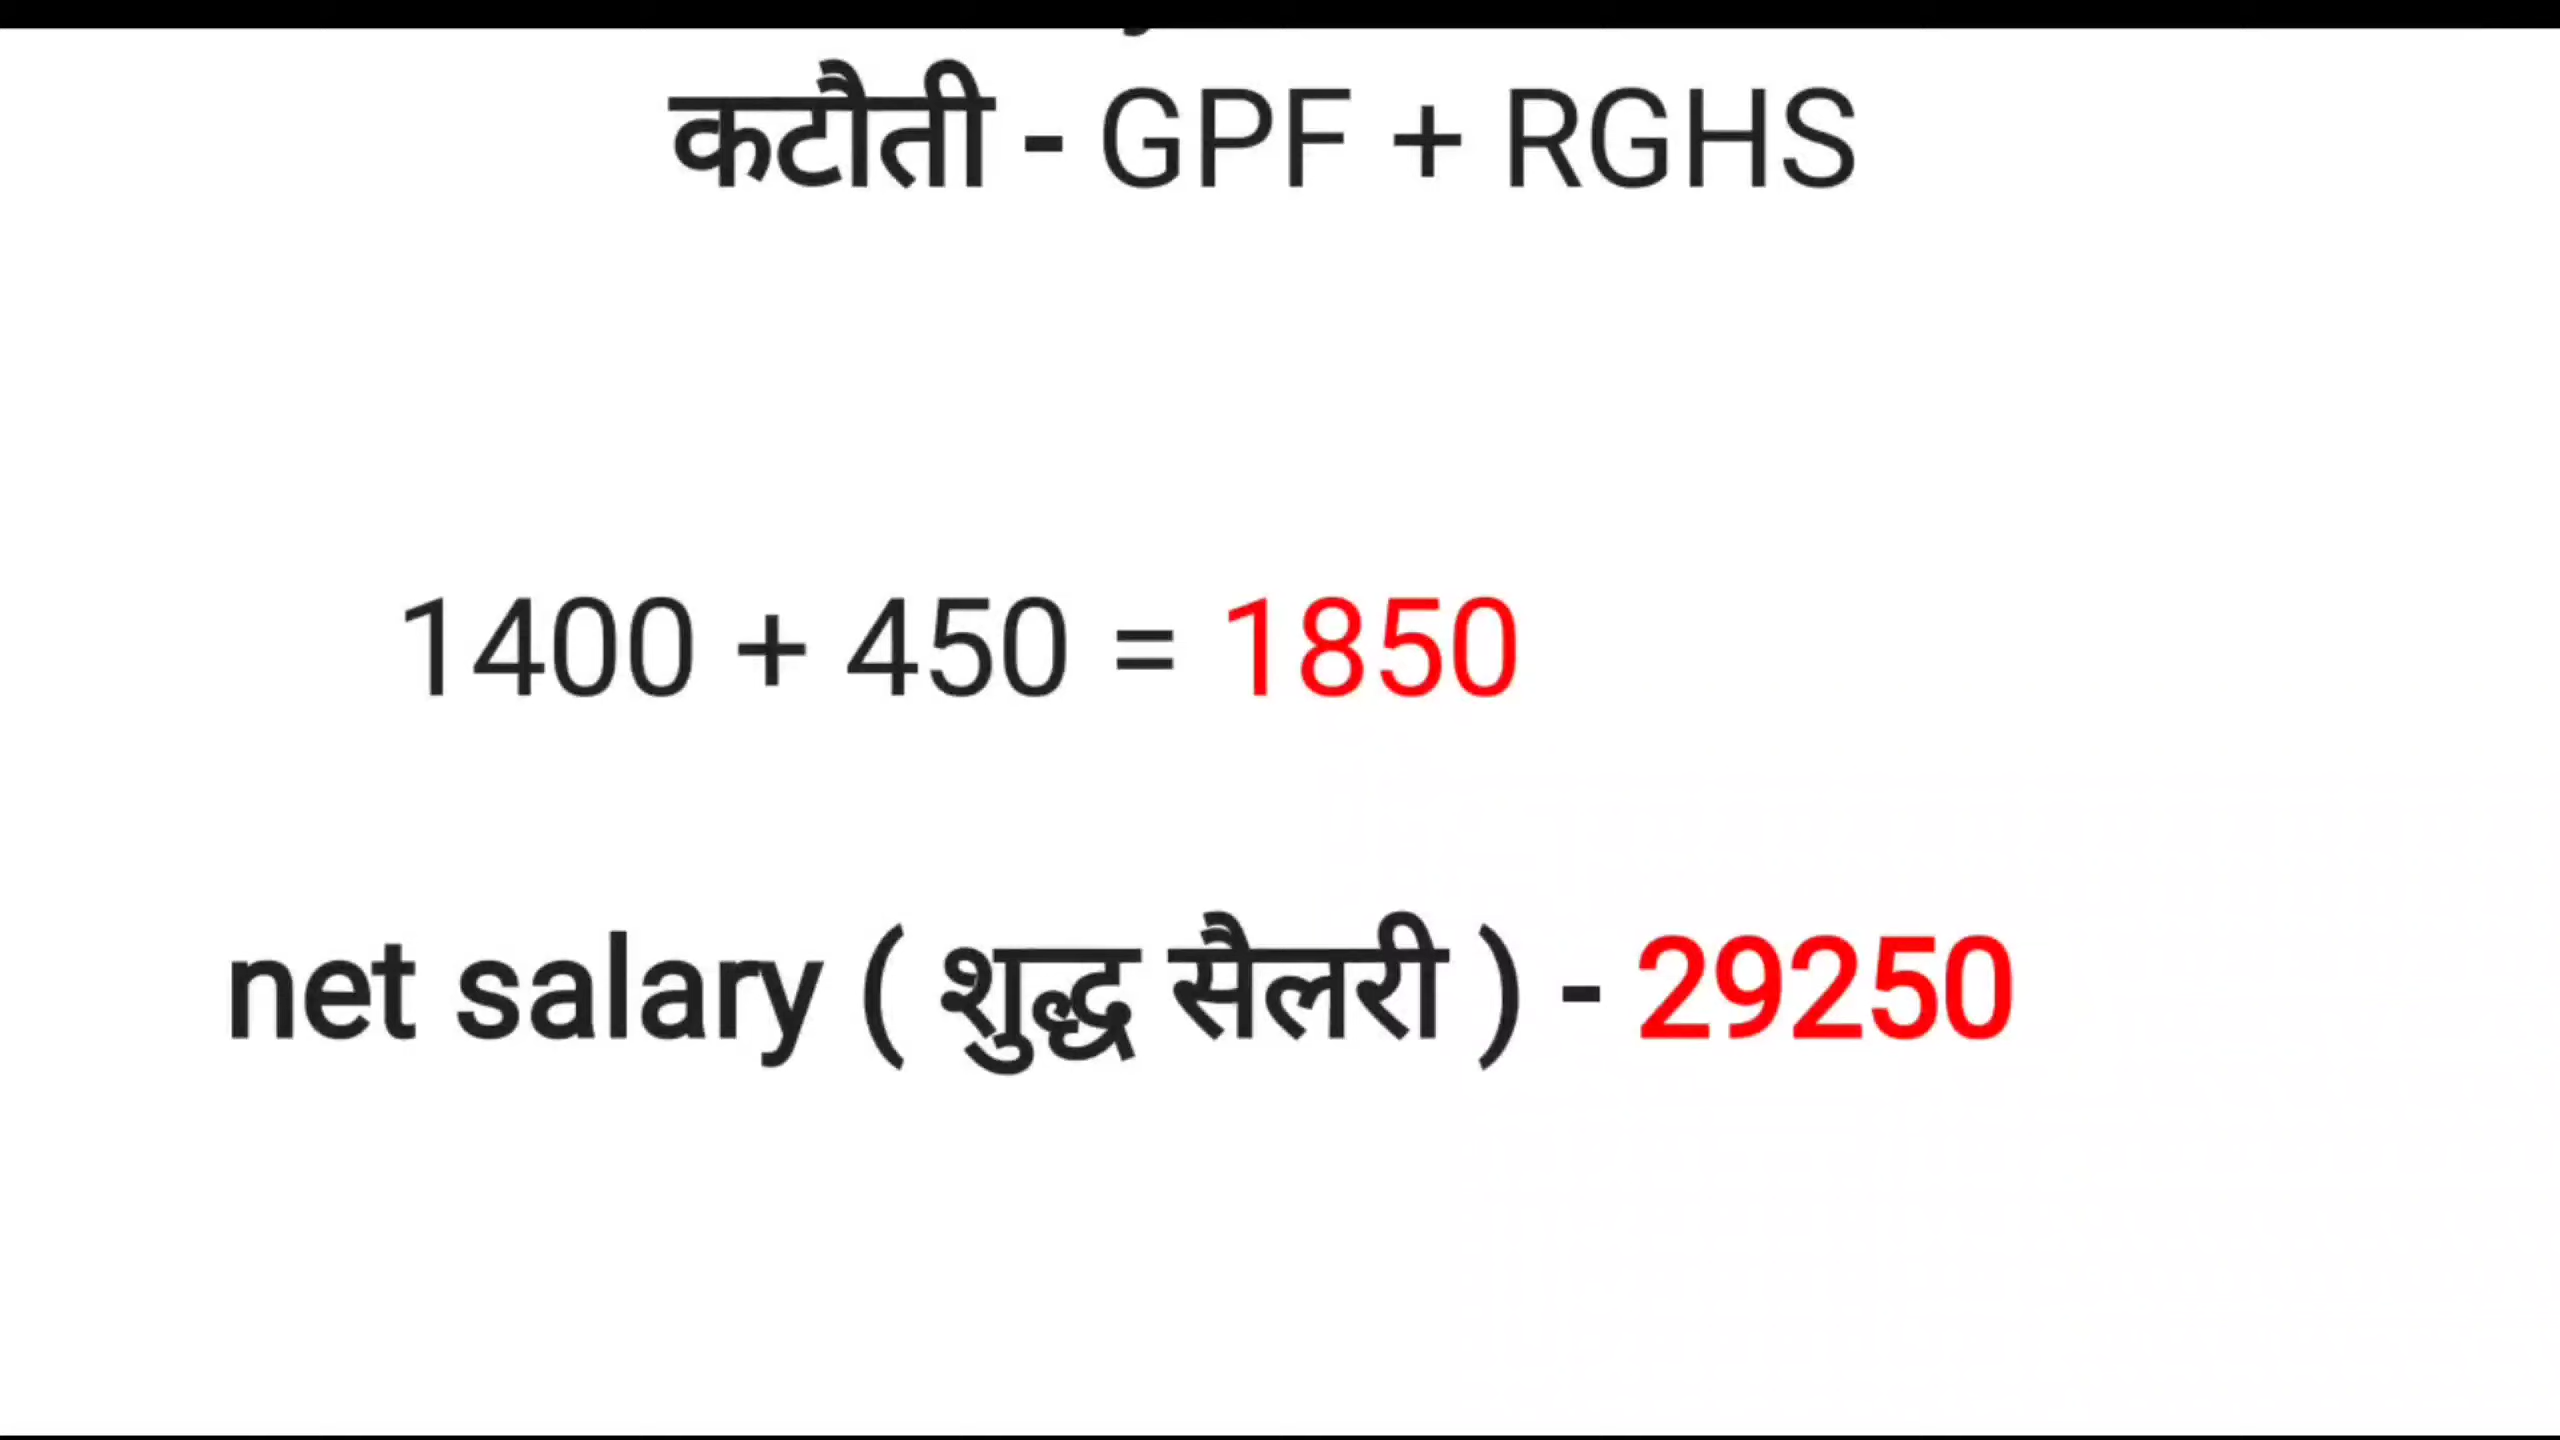 कटौती - GPF + RGHS
1400 + 450 = 1850
net salary ( शुद्ध सैलरी ) - 29250